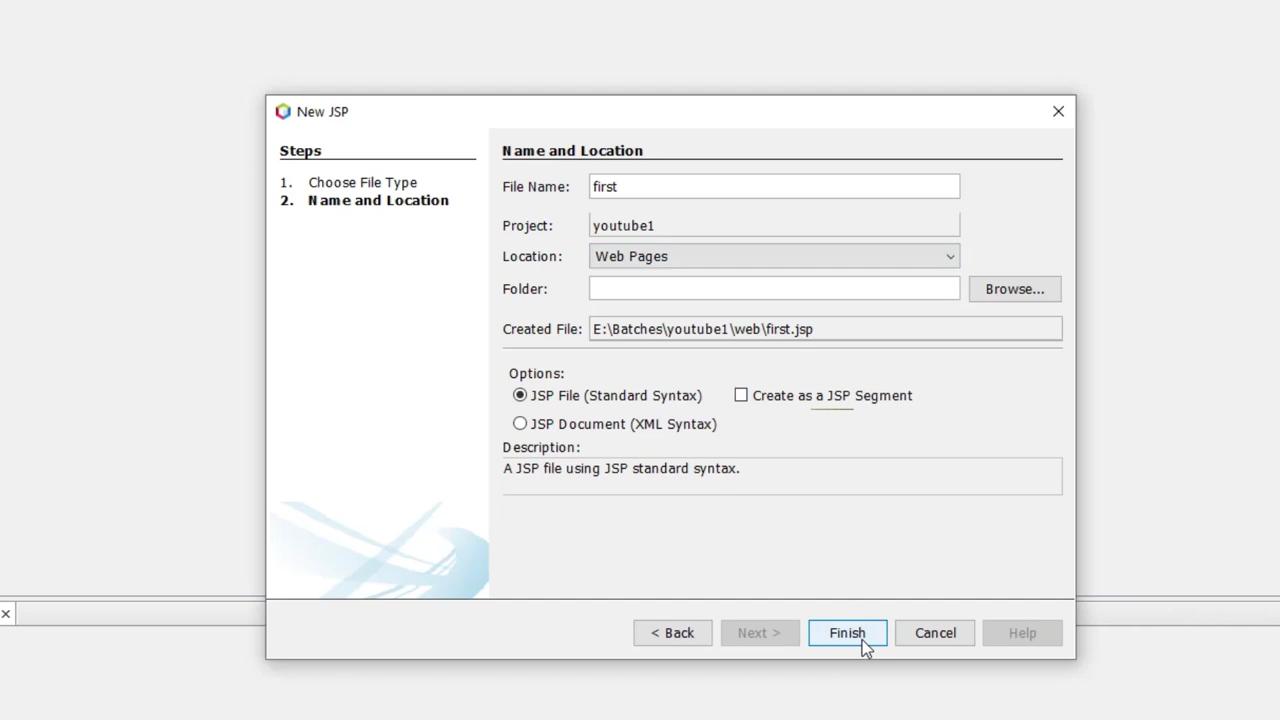 New JSP
Steps
1. Choose File Type
2. Name and Location
Name and Location
File Name: first
Project: youtube1
Location: Web Pages
Folder: Browse...
Created File: E:\Batches\youtube1\web\first.jsp
Options:
JSP File (Standard Syntax) Create as a JSP Segment
JSP Document (XML Syntax)
Description:
A JSP file using JSP standard syntax.
< Back Next > Finish Cancel Help